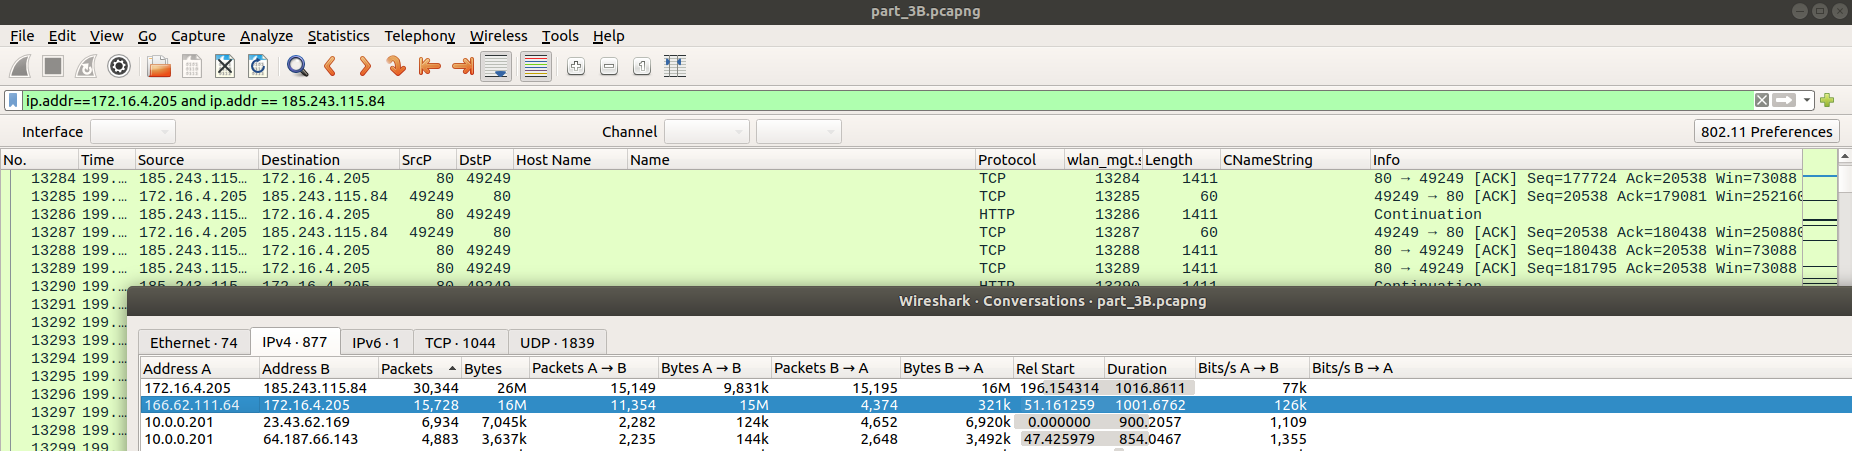 part_3B.pcapng
File Edit View Go Capture Analyze Statistics Telephony Wireless Tools Help
ip.addr==172.16.4.205 and ip.addr == 185.243.115.84
Interface Channel 802.11 Preferences
No. Time Source Destination SrcP DstP Host Name Name Protocol wlan_mgt.s Length CNameString Info
13284 199.… 185.243.115… 172.16.4.205 80 49249 TCP 13284 1411 80 → 49249 [ACK] Seq=177724 Ack=20538 Win=73088
13285 199.… 172.16.4.205 185.243.115.84 49249 80 TCP 13285 60 49249 → 80 [ACK] Seq=20538 Ack=179081 Win=252160
13286 199.… 185.243.115… 172.16.4.205 80 49249 HTTP 13286 1411 Continuation
13287 199.… 172.16.4.205 185.243.115.84 49249 80 TCP 13287 60 49249 → 80 [ACK] Seq=20538 Ack=180438 Win=250880
13288 199.… 185.243.115… 172.16.4.205 80 49249 TCP 13288 1411 80 → 49249 [ACK] Seq=180438 Ack=20538 Win=73088
13289 199.… 185.243.115… 172.16.4.205 80 49249 TCP 13289 1411 80 → 49249 [ACK] Seq=181795 Ack=20538 Win=73088
13290 199.… 185.243.115… 172.16.4.205 80 49249 HTTP 13290 1411 Continuation
13291 199.…
13292 199.…
13293 199.…
13294 199.…
13295 199.…
13296 199.…
13297 199.…
13298 199.…
13299 199.…
Wireshark · Conversations · part_3B.pcapng
Ethernet · 74 IPv4 · 877 IPv6 · 1 TCP · 1044 UDP · 1839
Address A Address B Packets Bytes Packets A → B Bytes A → B Packets B → A Bytes B → A Rel Start Duration Bits/s A → B Bits/s B → A
172.16.4.205 185.243.115.84 30,344 26M 15,149 9,831k 15,195 16M 196.154314 1016.8611 77k
166.62.111.64 172.16.4.205 15,728 16M 11,354 15M 4,374 321k 51.161259 1001.6762 126k
10.0.0.201 23.43.62.169 6,934 7,045k 2,282 124k 4,652 6,920k 0.000000 900.2057 1,109
10.0.0.201 64.187.66.143 4,883 3,637k 2,235 144k 2,648 3,492k 47.425979 854.0467 1,355